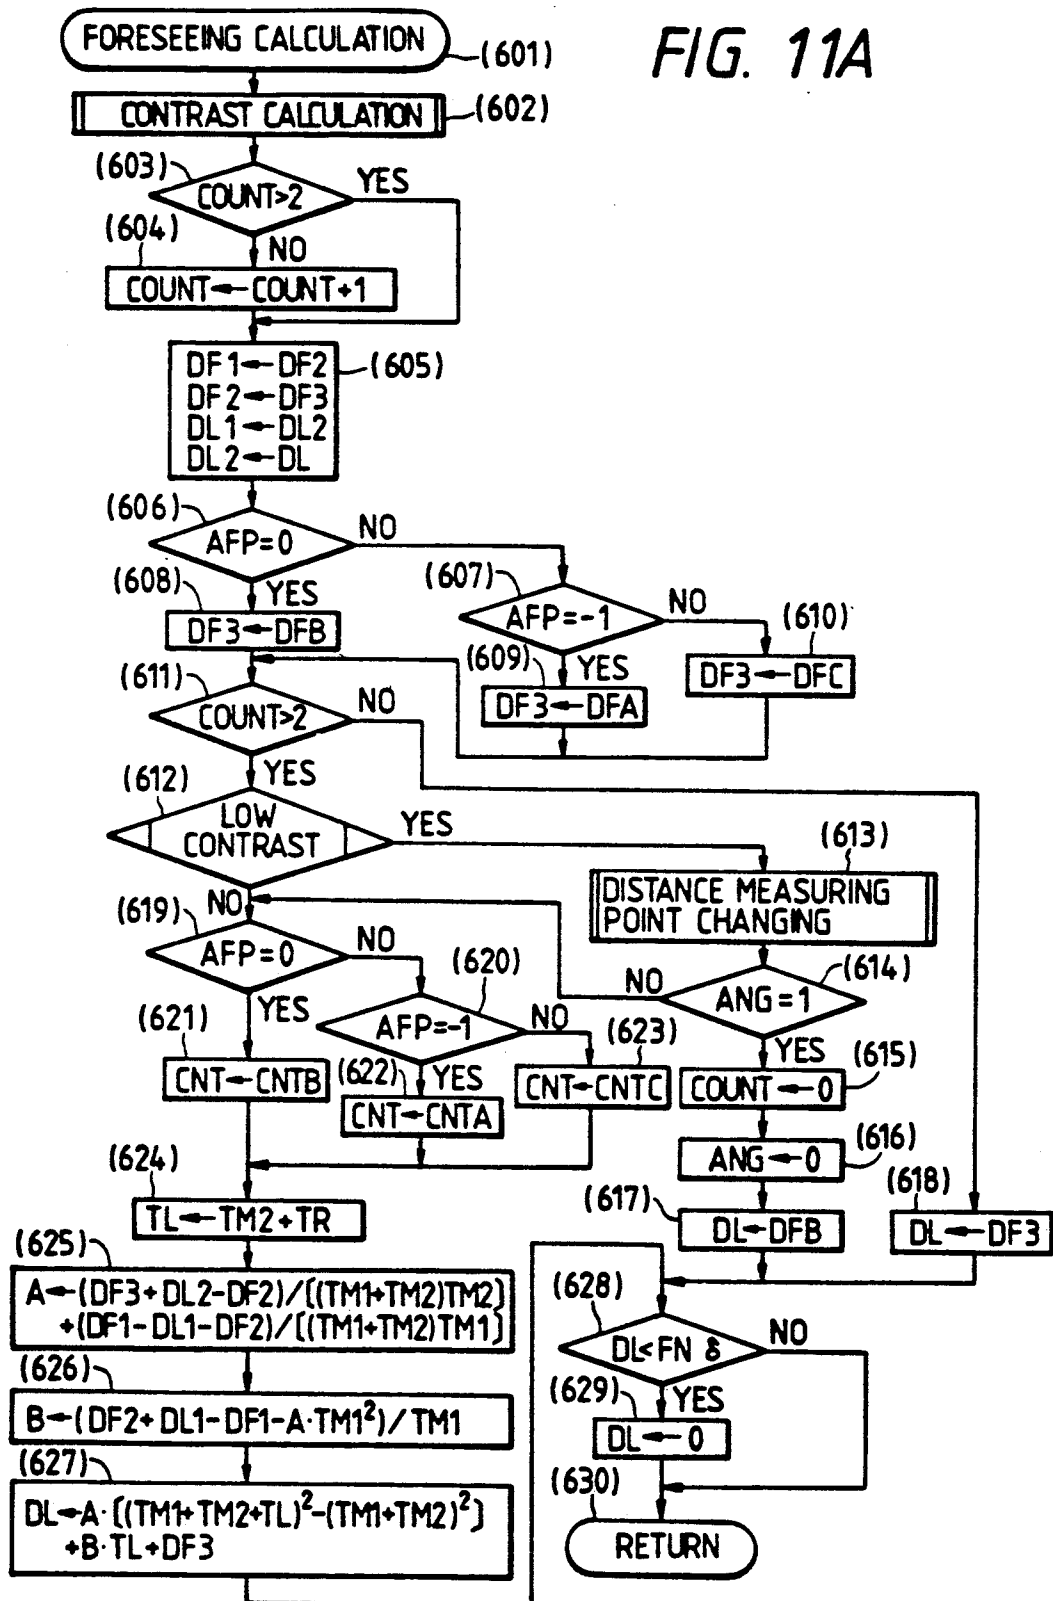 FIG. 11A
FORESEEING CALCULATION
(601)
CONTRAST CALCULATION
(602)
(603)
COUNT>2
YES
NO
(604)
COUNT←COUNT+1
DF1←DF2
DF2←DF3
DL1←DL2
DL2←DL
(605)
(606)
AFP=0
NO
YES
(607)
AFP=-1
NO
YES
(608)
DF3←DFB
(609)
DF3←DFA
(610)
DF3←DFC
(611)
COUNT>2
NO
YES
(612)
LOW
CONTRAST
YES
NO
(613)
DISTANCE MEASURING
POINT CHANGING
(614)
ANG=1
NO
YES
COUNT←0
(615)
ANG←0
(616)
(617)
DL←DFB
(618)
DL←DF3
(619)
AFP=0
NO
YES
(620)
AFP=-1
NO
YES
(621)
CNT←CNTB
(622)
CNT←CNTA
(623)
CNT←CNTC
(624)
TL←TM2+TR
(625)
A←(DF3+DL2-DF2)/[(TM1+TM2)TM2]
+(DF1-DL1-DF2)/[(TM1+TM2)TM1]
(626)
B←(DF2+DL1-DF1-A·TM1²)/TM1
(627)
DL←A·[(TM1+TM2+TL)²-(TM1+TM2)²]
+B·TL+DF3
(628)
DL<FN δ
NO
YES
(629)
DL←0
(630)
RETURN